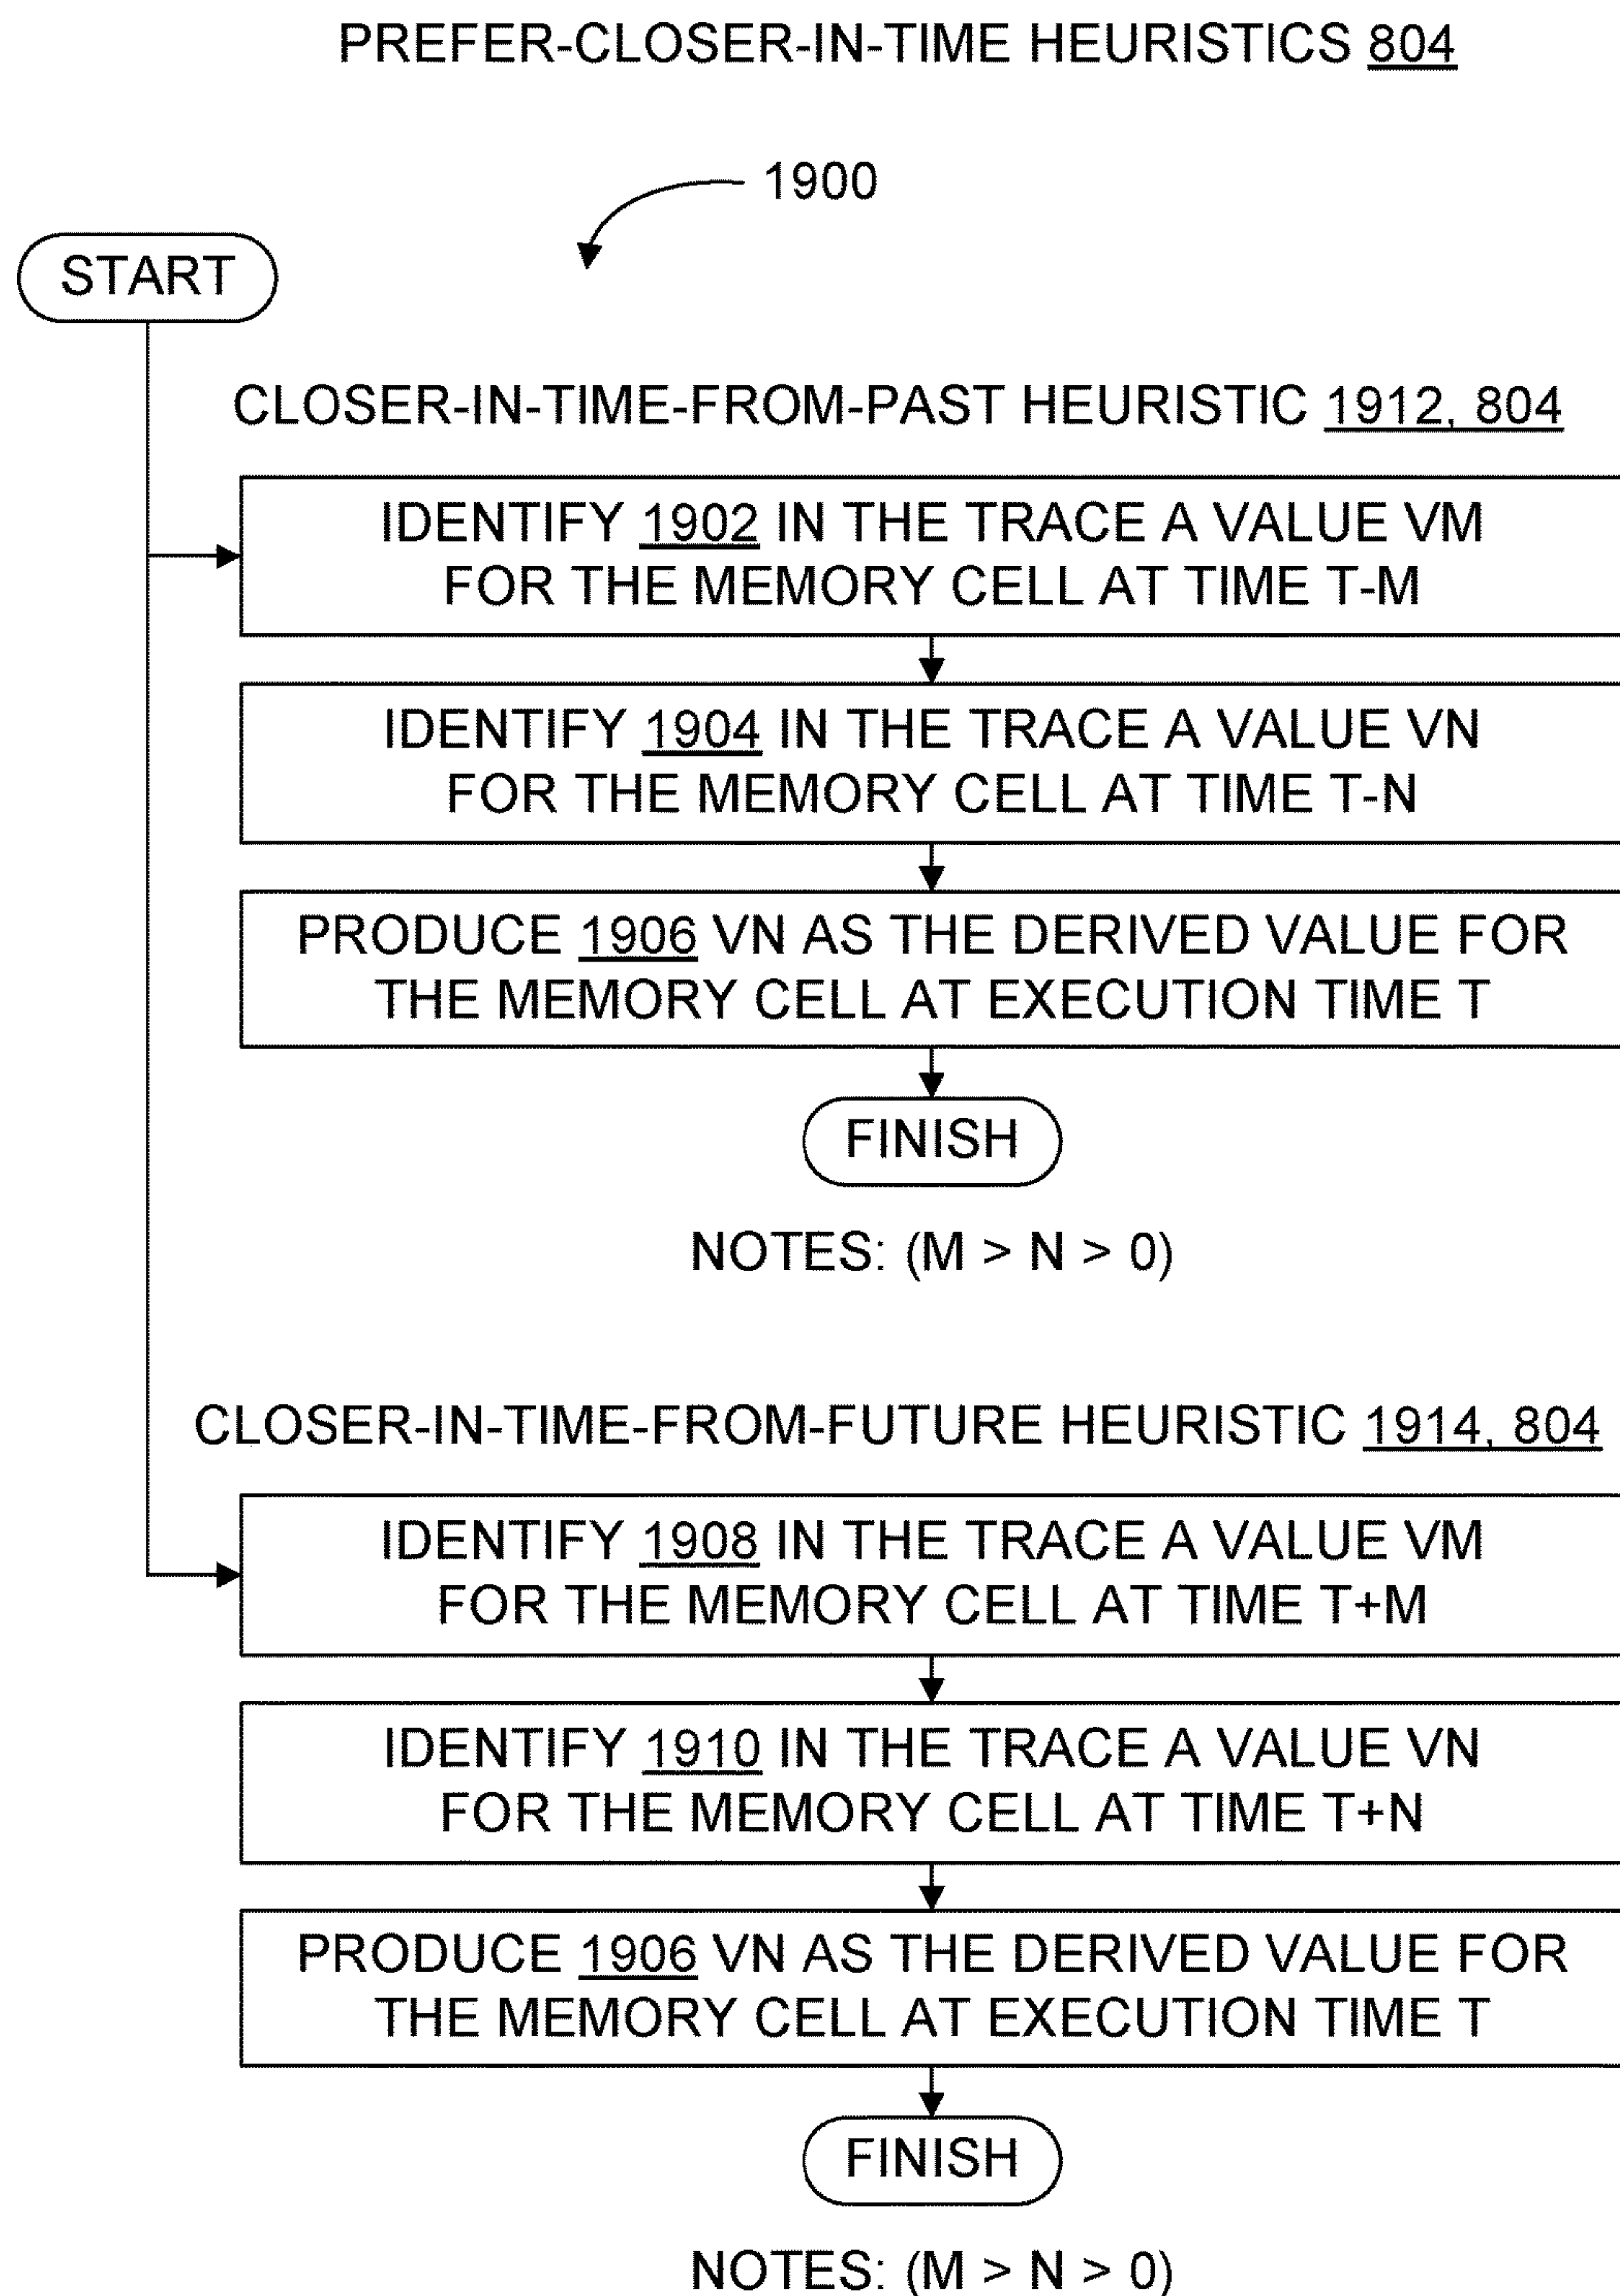 PREFER-CLOSER-IN-TIME HEURISTICS 804
1900
START
CLOSER-IN-TIME-FROM-PAST HEURISTIC 1912, 804
IDENTIFY 1902 IN THE TRACE A VALUE VM
FOR THE MEMORY CELL AT TIME T-M
IDENTIFY 1904 IN THE TRACE A VALUE VN
FOR THE MEMORY CELL AT TIME T-N
PRODUCE 1906 VN AS THE DERIVED VALUE FOR
THE MEMORY CELL AT EXECUTION TIME T
FINISH
NOTES: (M > N > 0)
CLOSER-IN-TIME-FROM-FUTURE HEURISTIC 1914, 804
IDENTIFY 1908 IN THE TRACE A VALUE VM
FOR THE MEMORY CELL AT TIME T+M
IDENTIFY 1910 IN THE TRACE A VALUE VN
FOR THE MEMORY CELL AT TIME T+N
PRODUCE 1906 VN AS THE DERIVED VALUE FOR
THE MEMORY CELL AT EXECUTION TIME T
FINISH
NOTES: (M > N > 0)